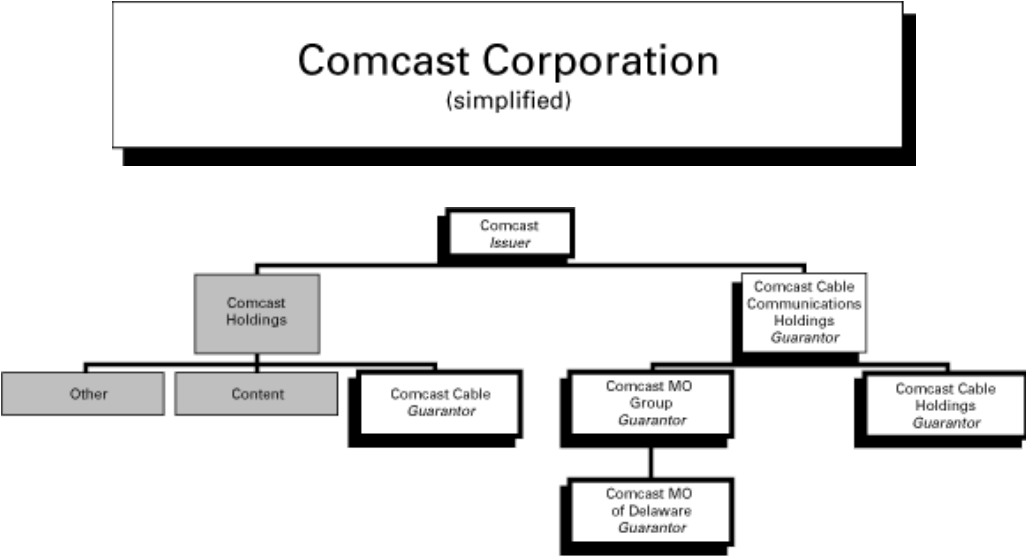 Comcast Corporation
(simplified)
Comcast
Issuer
Comcast
Holdings
Comcast Cable
Communications
Holdings
Guarantor
Other
Content
Comcast Cable
Guarantor
Comcast MO
Group
Guarantor
Comcast Cable
Holdings
Guarantor
Comcast MO
of Delaware
Guarantor